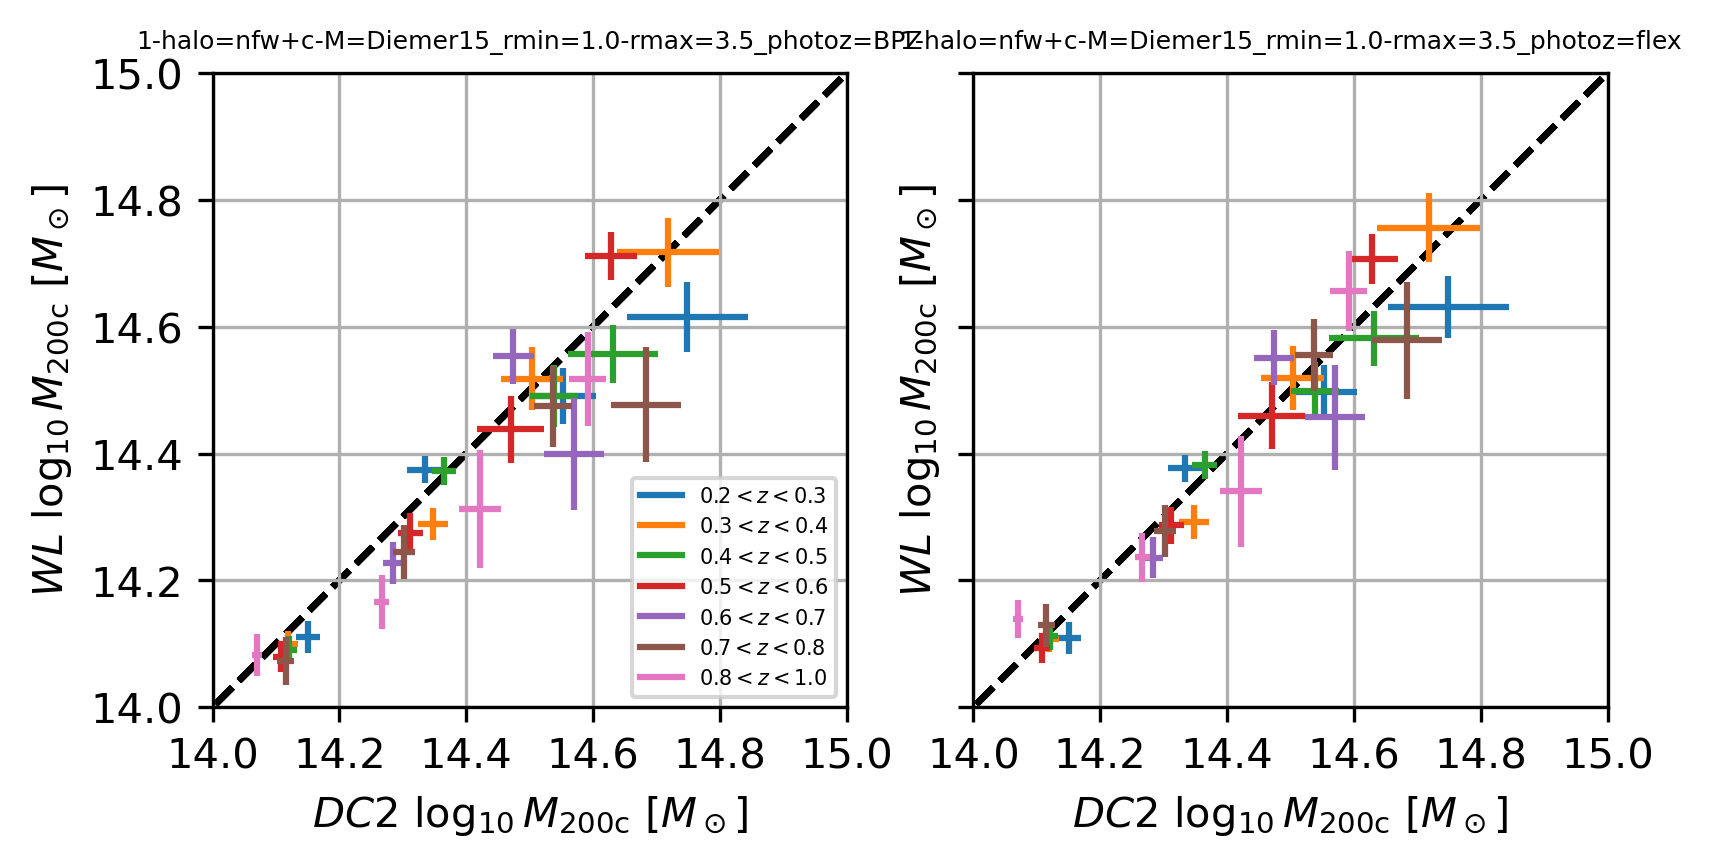 1-halo=nfw+c-M=Diemer15_rmin=1.0-rmax=3.5_photoz=BPZ
1-halo=nfw+c-M=Diemer15_rmin=1.0-rmax=3.5_photoz=flex
15.0
14.8
14.6
14.4
14.2
14.0
WL log₁₀ M₂₀₀c [M⊙]
WL log₁₀ M₂₀₀c [M⊙]
0.2 < z < 0.3
0.3 < z < 0.4
0.4 < z < 0.5
0.5 < z < 0.6
0.6 < z < 0.7
0.7 < z < 0.8
0.8 < z < 1.0
14.0 14.2 14.4 14.6 14.8 15.0
14.0 14.2 14.4 14.6 14.8 15.0
DC2 log₁₀ M₂₀₀c [M⊙]
DC2 log₁₀ M₂₀₀c [M⊙]